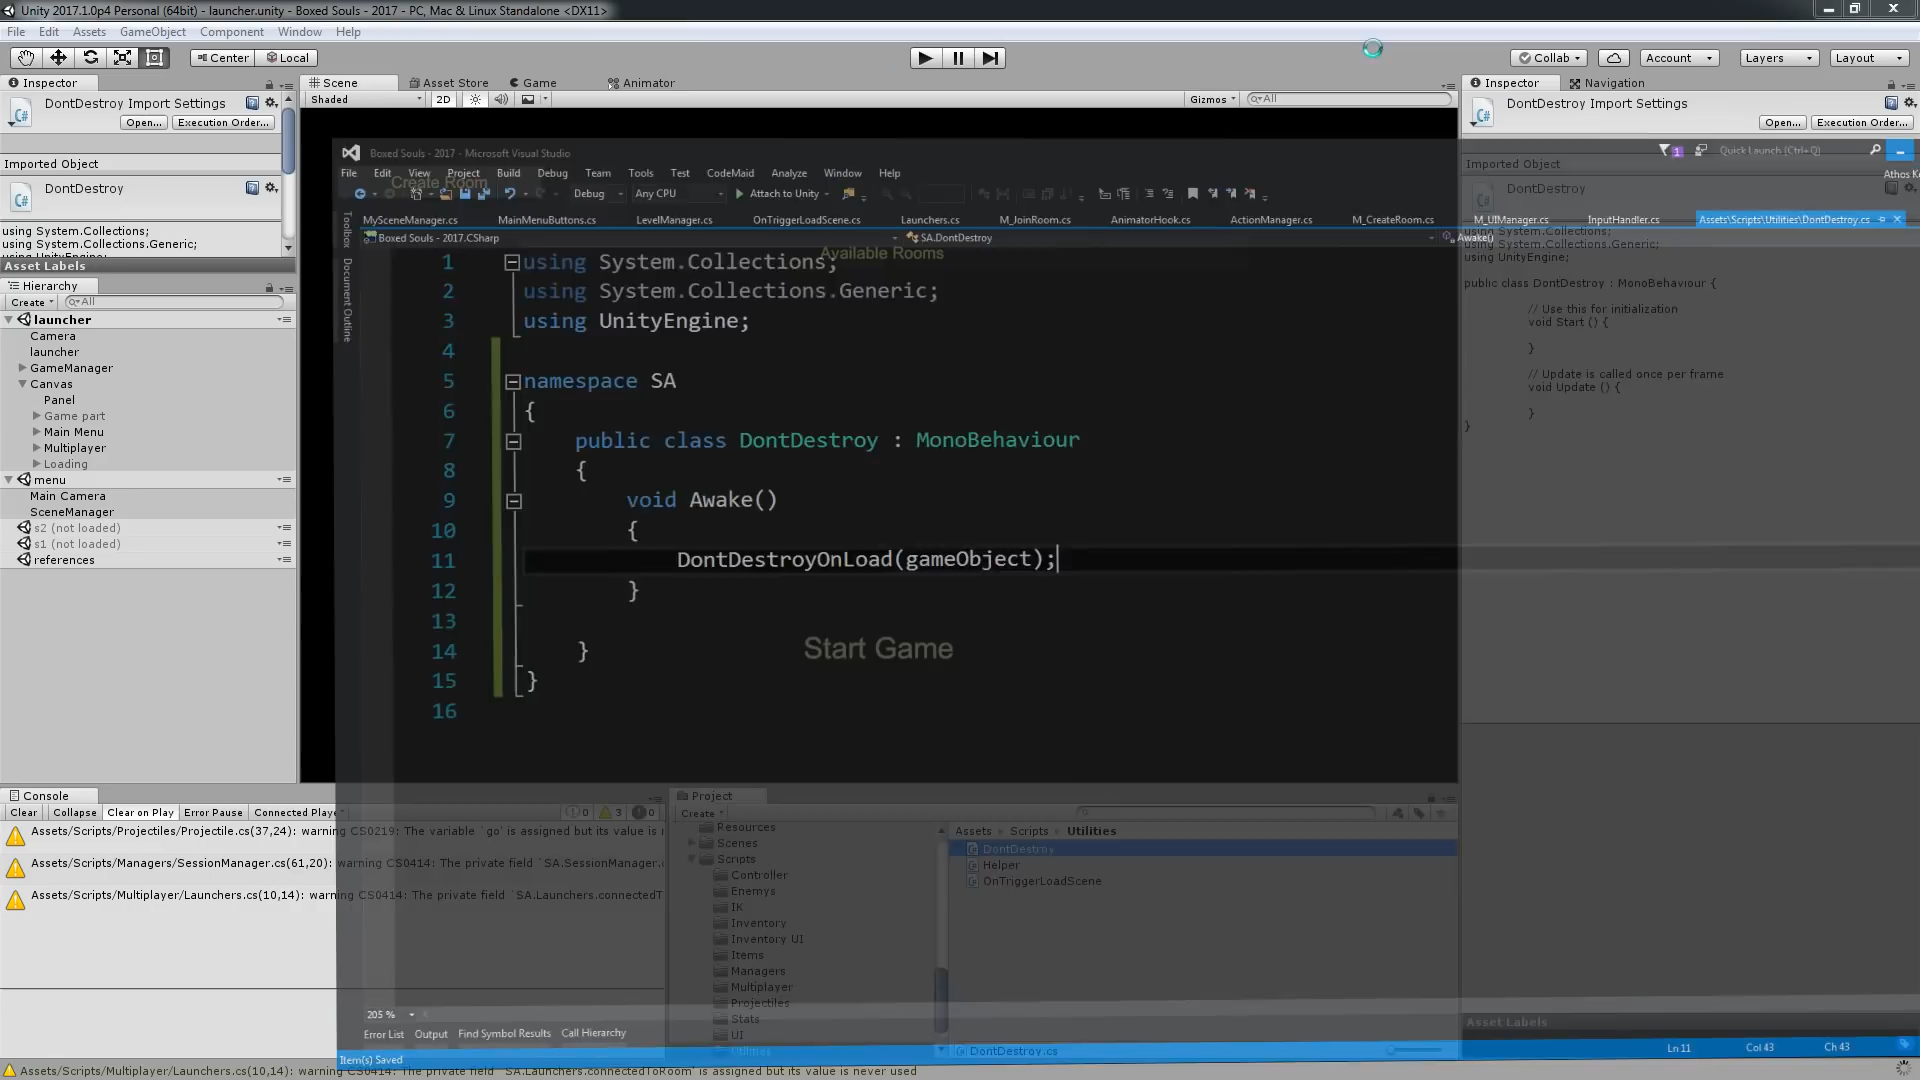 Unity 2017.1.0p4 Personal (64bit) - launcher.unity - Boxed Souls - 2017 - PC, Mac & Linux Standalone <DX11>
File Edit Assets GameObject Component Window Help
Center Local
Collab Account Layers Layout
Inspector
DontDestroy Import Settings
Open... Execution Order...
Imported Object
DontDestroy
using System.Collections;
using System.Collections.Generic;
using UnityEngine;
Asset Labels
Hierarchy
Create All
launcher
Camera
launcher
GameManager
Canvas
Panel
Game part
Main Menu
Multiplayer
Loading
menu
Main Camera
SceneManager
s2 (not loaded)
s1 (not loaded)
references
Scene Asset Store Game Animator
Shaded 2D Gizmos All
Boxed Souls - 2017 - Microsoft Visual Studio
Quick Launch (Ctrl+Q)
File Edit View Project Build Debug Team Tools Test CodeMaid Analyze Window Help
Athos K
Create Room
Debug Any CPU Attach to Unity
MySceneManager.cs MainMenuButtons.cs LevelManager.cs OnTriggerLoadScene.cs Launchers.cs M_JoinRoom.cs AnimatorHook.cs ActionManager.cs M_CreateRoom.cs M_UIManager.cs InputHandler.cs Assets\Scripts\Utilities\DontDestroy.cs
Boxed Souls - 2017.CSharp SA.DontDestroy Awake()
Toolbox
Document Outline
Available Rooms
1 using System.Collections;
2 using System.Collections.Generic;
3 using UnityEngine;
4
5 namespace SA
6 {
7 public class DontDestroy : MonoBehaviour
8 {
9 void Awake()
10 {
11 DontDestroyOnLoad(gameObject);
12 }
13
14 }
15 }
16
Start Game
205 %
Error List Output Find Symbol Results Call Hierarchy
Item(s) Saved
Ln 11 Col 43 Ch 43
Inspector Navigation
DontDestroy Import Settings
Open... Execution Order...
Imported Object
DontDestroy
using System.Collections;
using System.Collections.Generic;
using UnityEngine;
public class DontDestroy : MonoBehaviour {
// Use this for initialization
void Start () {
}
// Update is called once per frame
void Update () {
}
}
Asset Labels
Console
Clear Collapse Clear on Play Error Pause Connected Playe 0 3 0
Assets/Scripts/Projectiles/Projectile.cs(37,24): warning CS0219: The variable `go' is assigned but its value is n
Assets/Scripts/Managers/SessionManager.cs(61,20): warning CS0414: The private field `SA.SessionManager.
Assets/Scripts/Multiplayer/Launchers.cs(10,14): warning CS0414: The private field `SA.Launchers.connectedT
Project
Create
Resources
Scenes
Scripts
Controller
Enemys
IK
Inventory
Inventory UI
Items
Managers
Multiplayer
Projectiles
Stats
UI
Utilities
Assets Scripts Utilities
DontDestroy
Helper
OnTriggerLoadScene
DontDestroy.cs
Assets/Scripts/Multiplayer/Launchers.cs(10,14): warning CS0414: The private field `SA.Launchers.connectedToRoom' is assigned but its value is never used